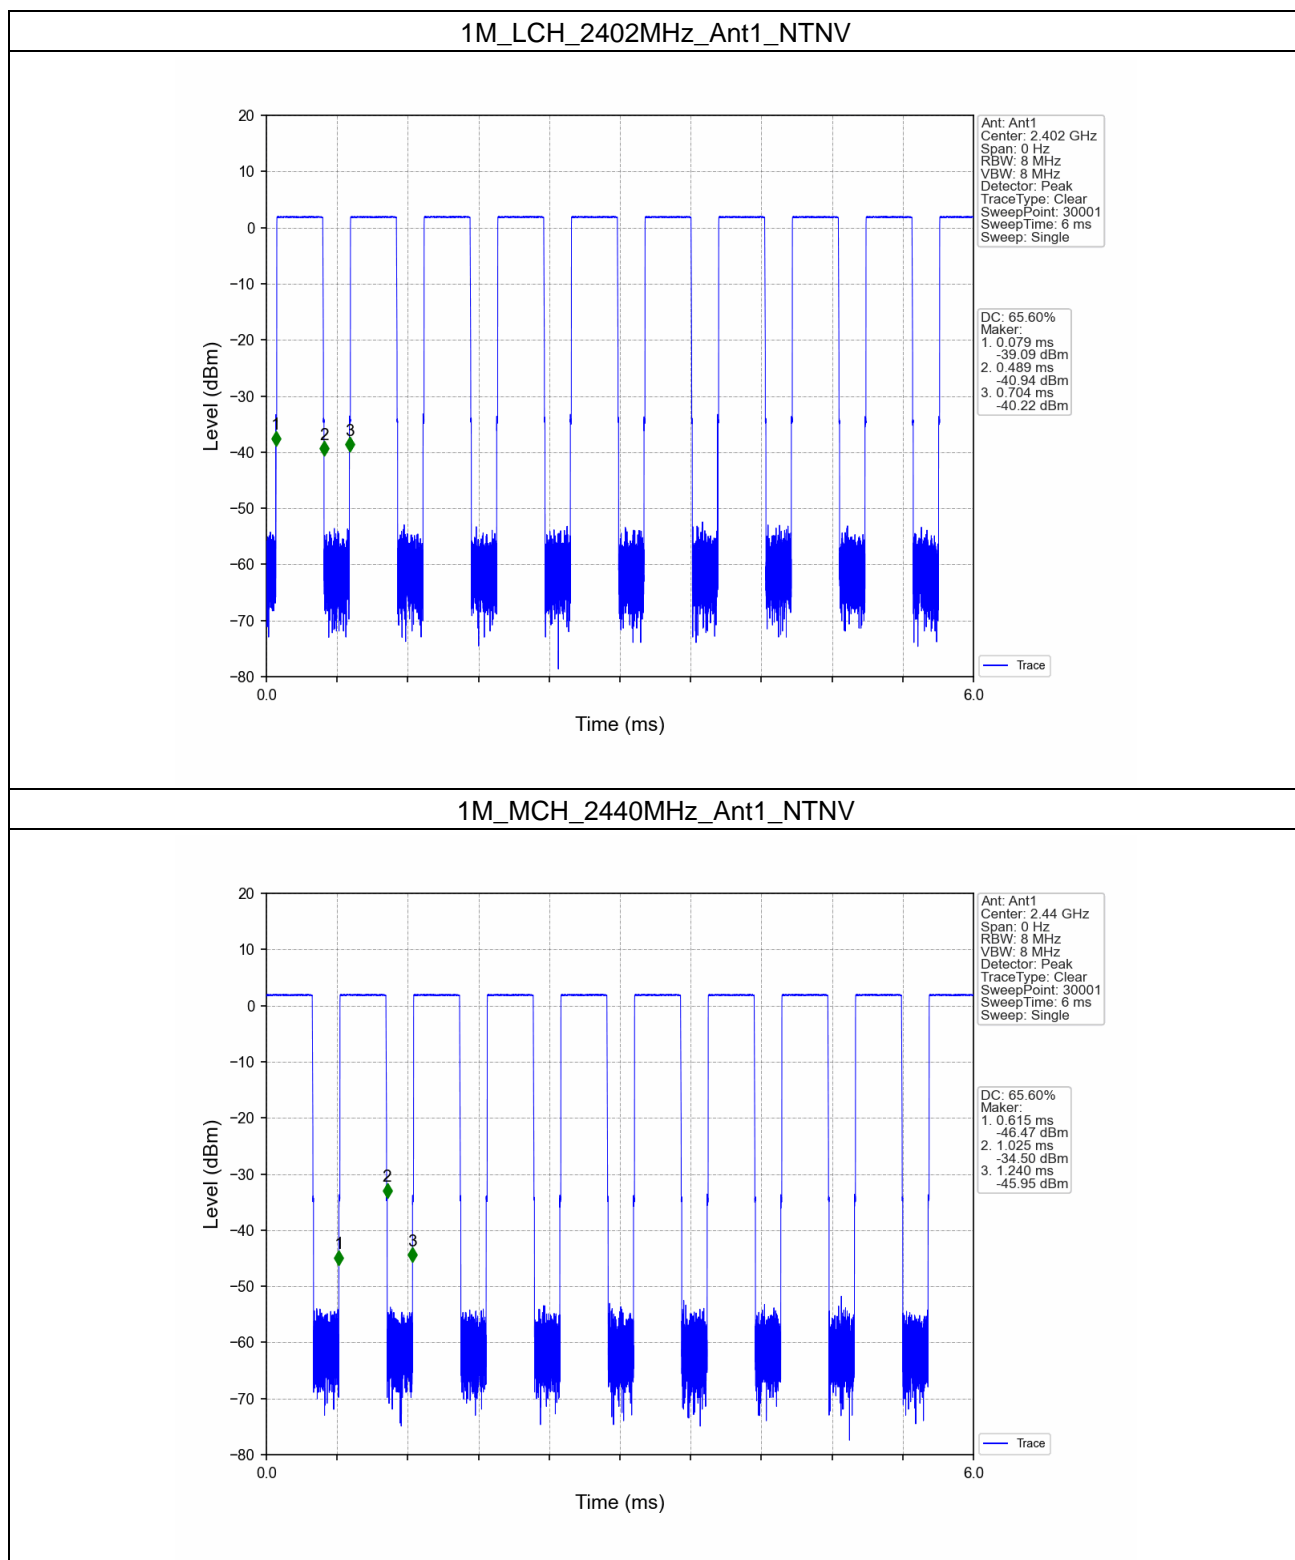 1M_LCH_2402MHz_Ant1_NTNV
Ant: Ant1
Center: 2.402 GHz
Span: 0 Hz
RBW: 8 MHz
VBW: 8 MHz
Detector: Peak
TraceType: Clear
SweepPoint: 30001
SweepTime: 6 ms
Sweep: Single
DC: 65.60%
Maker:
1. 0.079 ms
-39.09 dBm
2. 0.489 ms
-40.94 dBm
3. 0.704 ms
-40.22 dBm
20
10
0
−10
−20
−30
−40
−50
−60
−70
−80
Level (dBm)
1
2
3
0.0
6.0
Time (ms)
Trace
1M_MCH_2440MHz_Ant1_NTNV
Ant: Ant1
Center: 2.44 GHz
Span: 0 Hz
RBW: 8 MHz
VBW: 8 MHz
Detector: Peak
TraceType: Clear
SweepPoint: 30001
SweepTime: 6 ms
Sweep: Single
DC: 65.60%
Maker:
1. 0.615 ms
-46.47 dBm
2. 1.025 ms
-34.50 dBm
3. 1.240 ms
-45.95 dBm
20
10
0
−10
−20
−30
−40
−50
−60
−70
−80
Level (dBm)
1
2
3
0.0
6.0
Time (ms)
Trace